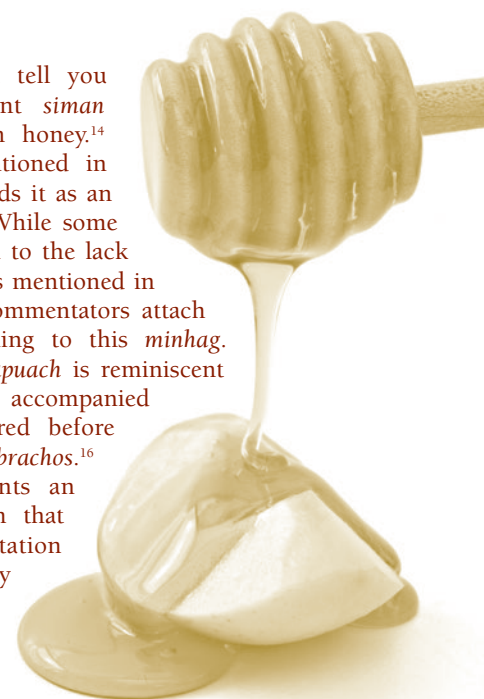 tell you
nt siman
honey.¹⁴
tioned in
ds it as an
While some
to the lack
s mentioned in
ommentators attach
ing to this minhag.
puach is reminiscent
accompanied
red before
brachos.¹⁶
nts an
that
tation
y